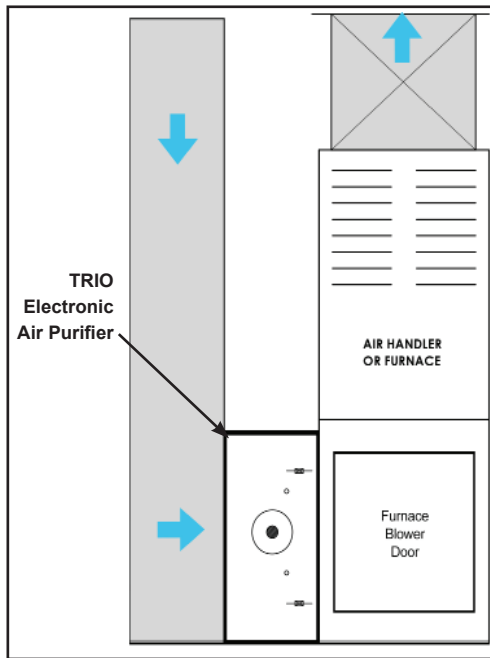 TRIO
Electronic
Air Purifier
AIR HANDLER
OR FURNACE
Furnace
Blower
Door